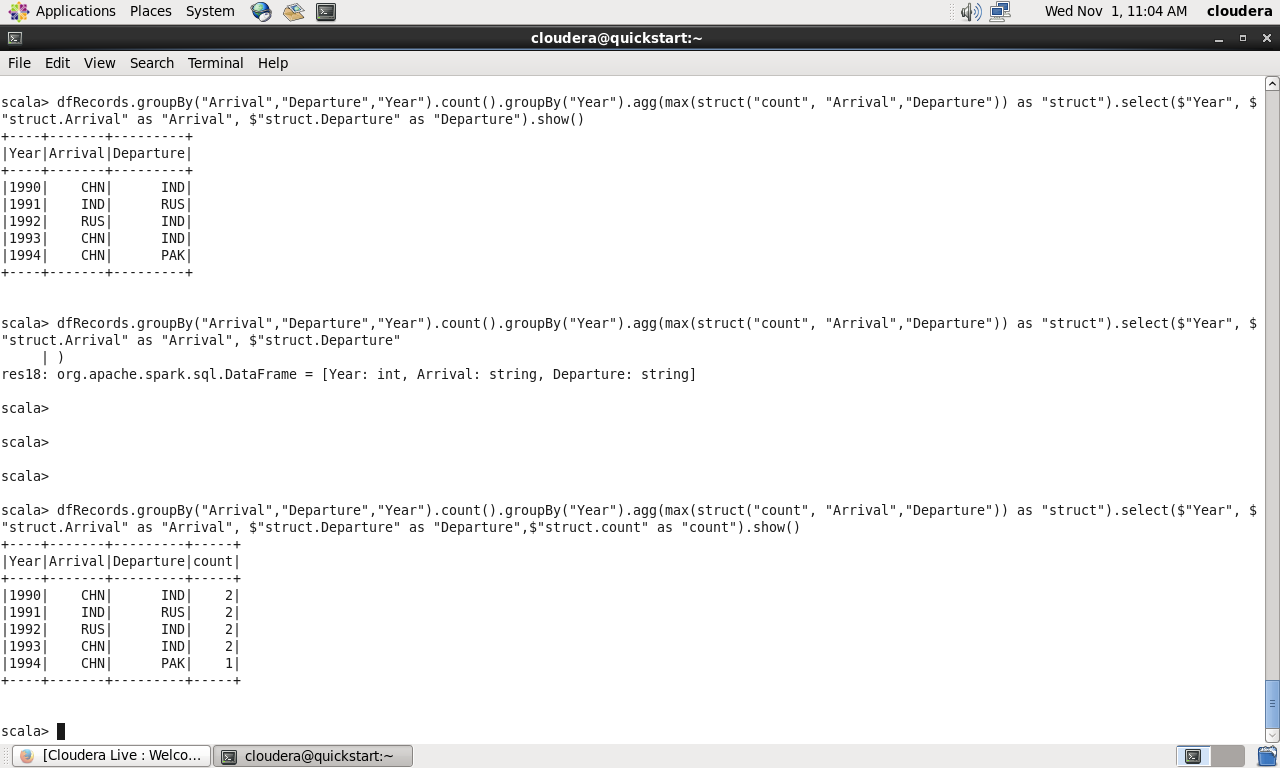 Applications Places System Wed Nov 1, 11:04 AM cloudera
cloudera@quickstart:~
File Edit View Search Terminal Help
scala> dfRecords.groupBy("Arrival","Departure","Year").count().groupBy("Year").agg(max(struct("count", "Arrival","Departure")) as "struct").select($"Year", $
"struct.Arrival" as "Arrival", $"struct.Departure" as "Departure").show()
+----+-------+---------+
|Year|Arrival|Departure|
+----+-------+---------+
|1990|    CHN|      IND|
|1991|    IND|      RUS|
|1992|    RUS|      IND|
|1993|    CHN|      IND|
|1994|    CHN|      PAK|
+----+-------+---------+
scala> dfRecords.groupBy("Arrival","Departure","Year").count().groupBy("Year").agg(max(struct("count", "Arrival","Departure")) as "struct").select($"Year", $
"struct.Arrival" as "Arrival", $"struct.Departure"
     | )
res18: org.apache.spark.sql.DataFrame = [Year: int, Arrival: string, Departure: string]
scala>
scala>
scala>
scala> dfRecords.groupBy("Arrival","Departure","Year").count().groupBy("Year").agg(max(struct("count", "Arrival","Departure")) as "struct").select($"Year", $
"struct.Arrival" as "Arrival", $"struct.Departure" as "Departure",$"struct.count" as "count").show()
+----+-------+---------+-----+
|Year|Arrival|Departure|count|
+----+-------+---------+-----+
|1990|    CHN|      IND|    2|
|1991|    IND|      RUS|    2|
|1992|    RUS|      IND|    2|
|1993|    CHN|      IND|    2|
|1994|    CHN|      PAK|    1|
+----+-------+---------+-----+
scala>
[Cloudera Live : Welco... cloudera@quickstart:~